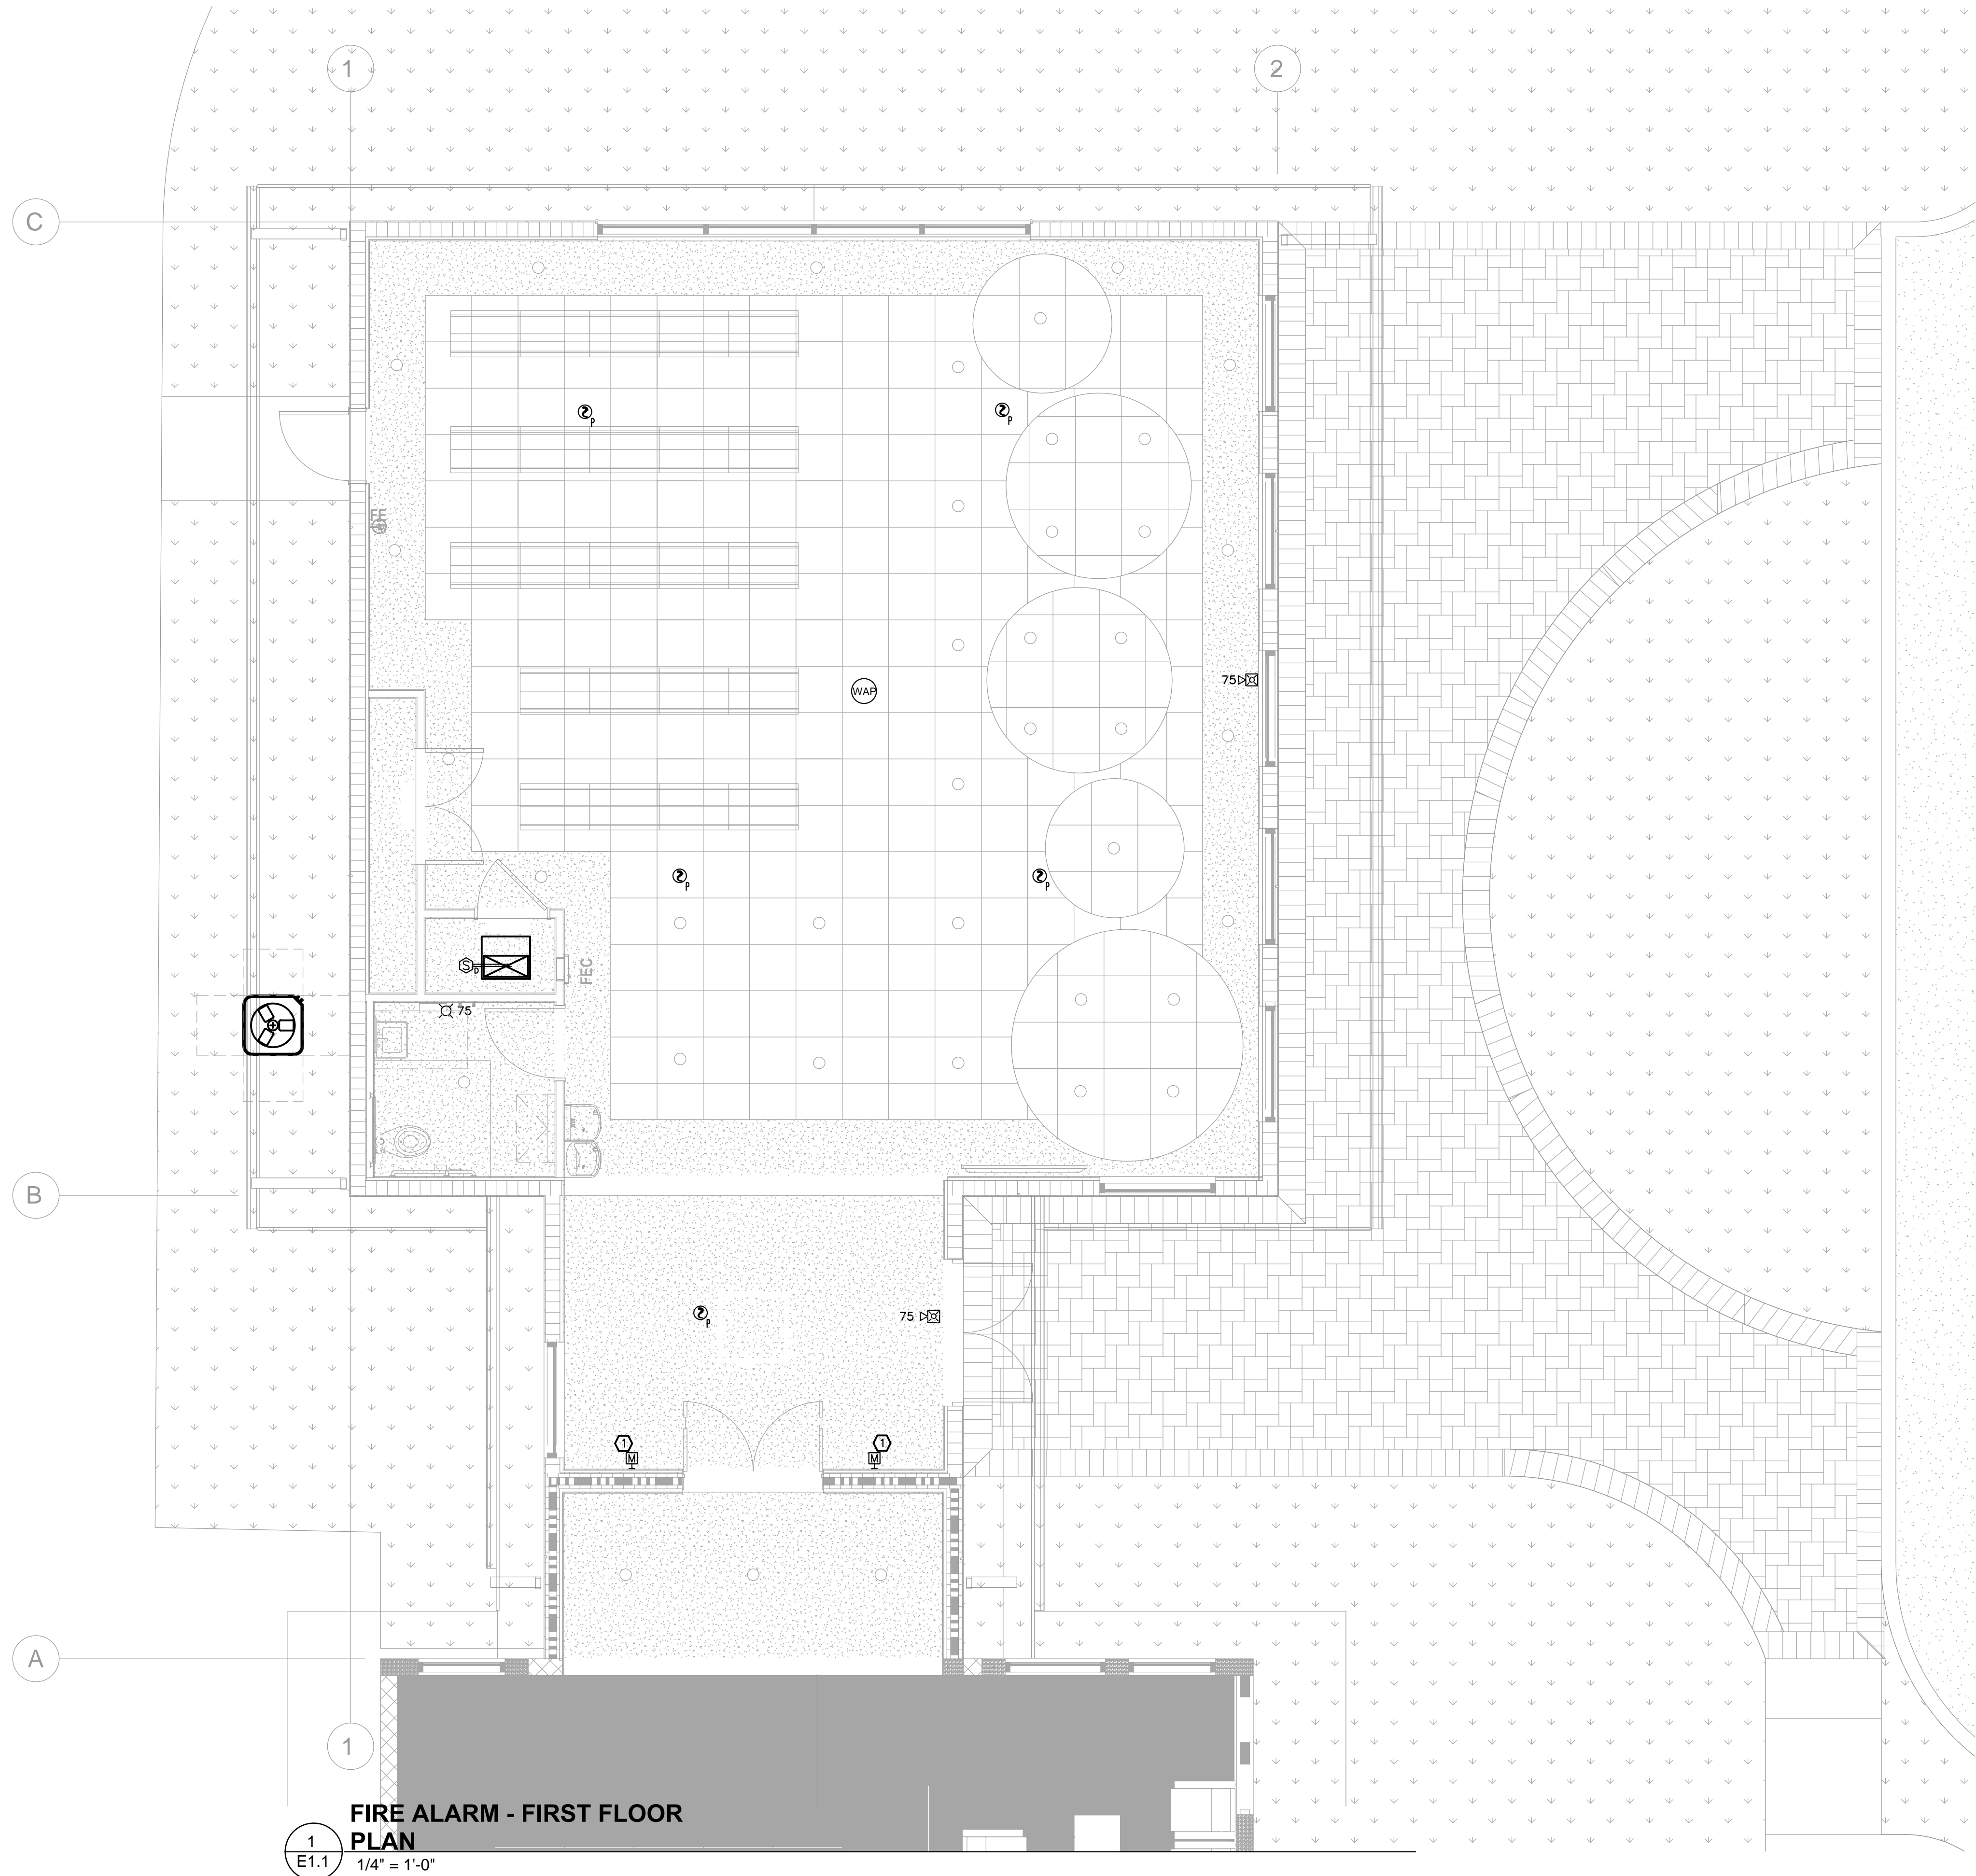 1
2
C
P
P
FE
75
WAP
P
P
S
P
FEC
75
B
P
75
1
1
M
M
A
1
FIRE ALARM - FIRST FLOOR
PLAN
1
E1.1
1/4" = 1'-0"